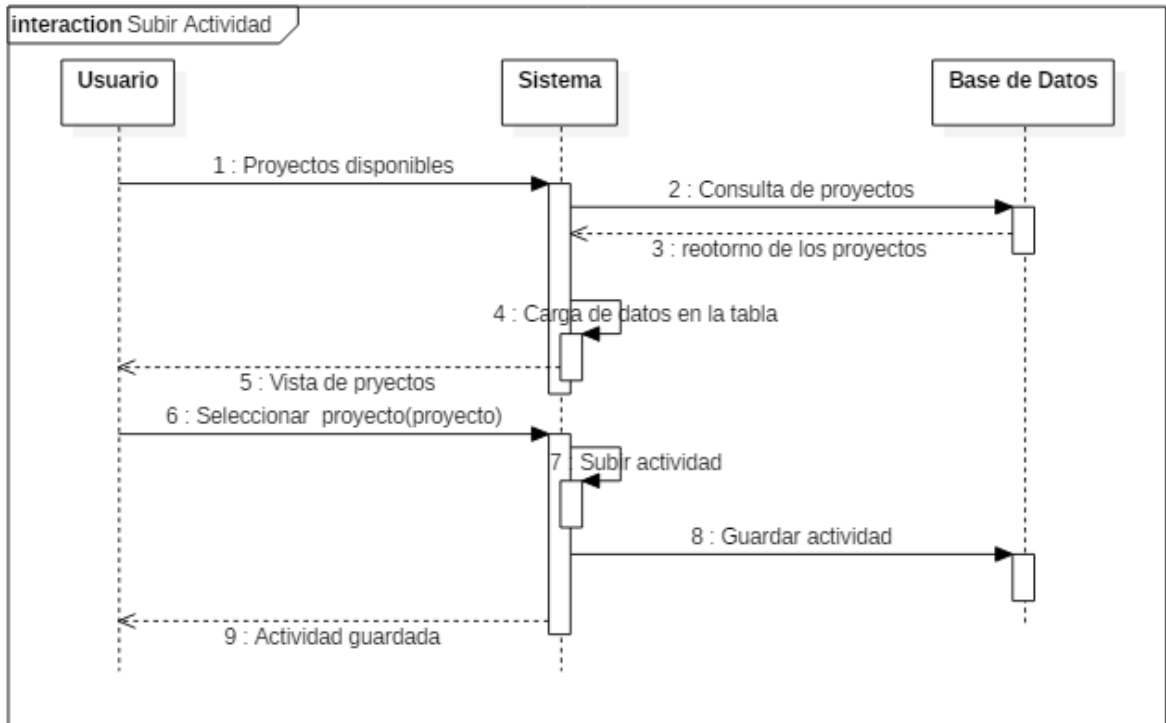 interaction Subir Actividad
Usuario
Sistema
Base de Datos
1 : Proyectos disponibles
2 : Consulta de proyectos
3 : reotorno de los proyectos
4 : Carga de datos en la tabla
5 : Vista de pryectos
6 : Seleccionar proyecto(proyecto)
7 : Subir actividad
8 : Guardar actividad
9 : Actividad guardada